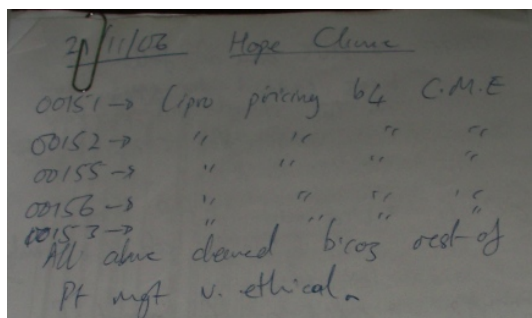 2 /11/06 Hope Clinic
00151→ Cipro pricing b4 C.M.E
00152→ " " " "
00155→ " " " "
00156→ " " " "
00153→ " " " "
All above cleared bicoz rest of
Pt mgt v. ethical.